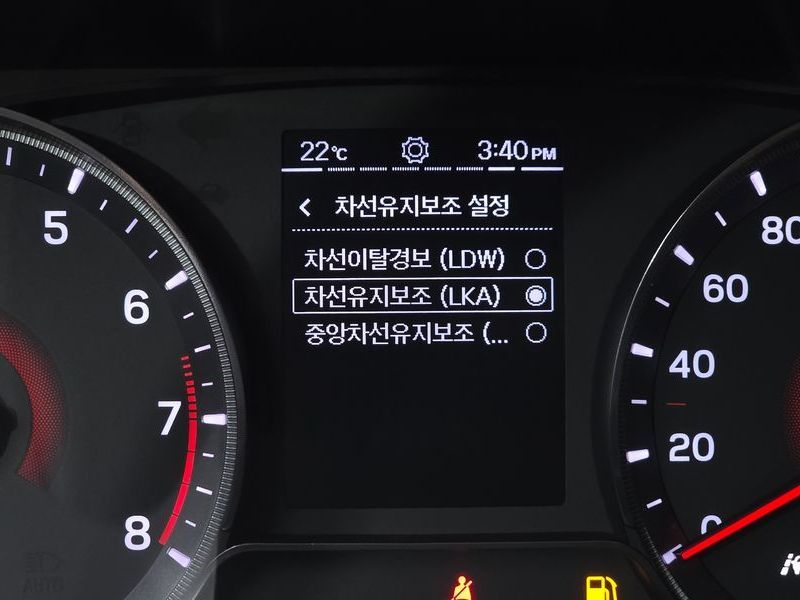 22°C 3:40PM
< 차선유지보조 설정
차선이탈경보 (LDW)
차선유지보조 (LKA)
중앙차선유지보조 (...
5
6
7
8
80
60
40
20
0
AUTO